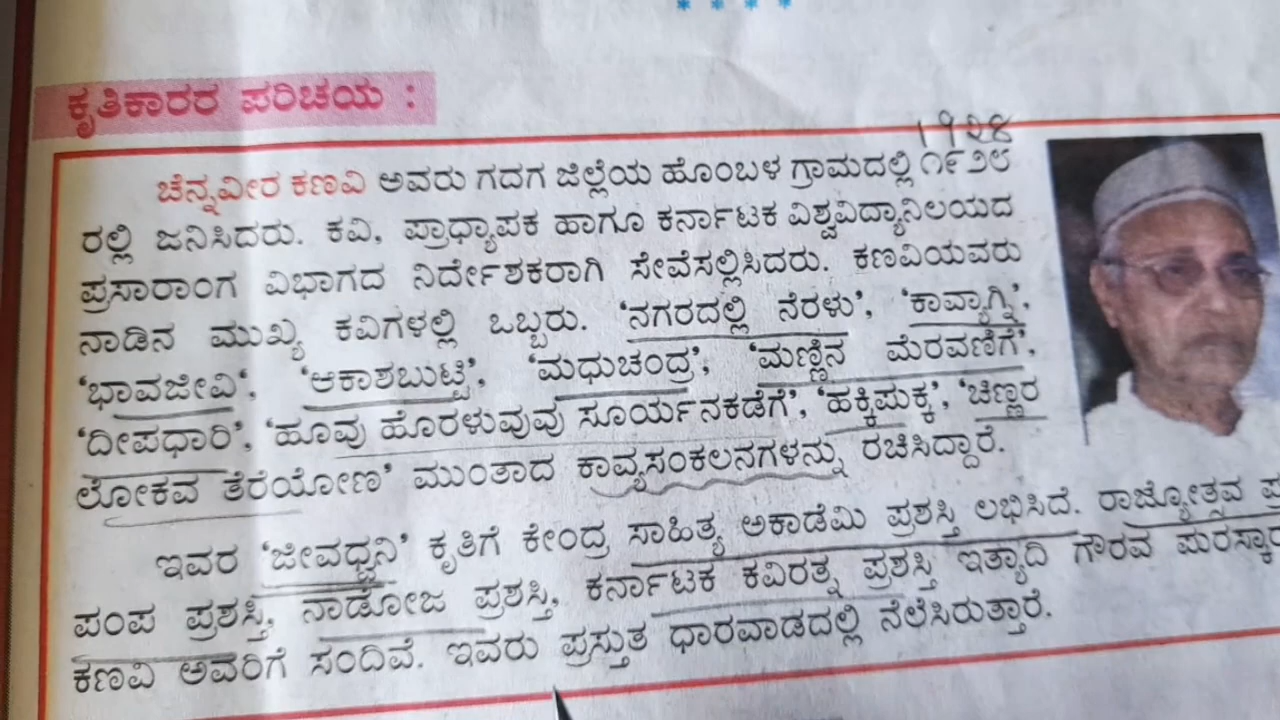 ಕೃತಿಕಾರರ ಪರಿಚಯ :
೧೯೨೪
ಚೆನ್ನವೀರ ಕಣವಿ ಅವರು ಗದಗ ಜಿಲ್ಲೆಯ ಹೊಂಬಳ ಗ್ರಾಮದಲ್ಲಿ ೧೯೨೮
ರಲ್ಲಿ ಜನಿಸಿದರು. ಕವಿ, ಪ್ರಾಧ್ಯಾಪಕ ಹಾಗೂ ಕರ್ನಾಟಕ ವಿಶ್ವವಿದ್ಯಾನಿಲಯದ
ಪ್ರಸಾರಾಂಗ ವಿಭಾಗದ ನಿರ್ದೇಶಕರಾಗಿ ಸೇವೆಸಲ್ಲಿಸಿದರು. ಕಣವಿಯವರು
ನಾಡಿನ ಮುಖ್ಯ ಕವಿಗಳಲ್ಲಿ ಒಬ್ಬರು. ‘ನಗರದಲ್ಲಿ ನೆರಳು’, ‘ಕಾವ್ಯಾಗ್ನಿ’,
‘ಭಾವಜೀವಿ‘, ‘ಆಕಾಶಬುಟ್ಟಿ’, ‘ಮಧುಚಂದ್ರ’, ‘ಮಣ್ಣಿನ ಮೆರವಣಿಗೆ’,
‘ದೀಪಧಾರಿ’, ‘ಹೂವು ಹೊರಳುವುವು ಸೂರ್ಯನಕಡೆಗೆ’, ‘ಹಕ್ಕಿಪುಕ್ಕ’, ‘ಚಿಣ್ಣರ
ಲೋಕವ ತೆರೆಯೋಣ’ ಮುಂತಾದ ಕಾವ್ಯಸಂಕಲನಗಳನ್ನು ರಚಿಸಿದ್ದಾರೆ.
ಇವರ ‘ಜೀವಧ್ವನಿ’ ಕೃತಿಗೆ ಕೇಂದ್ರ ಸಾಹಿತ್ಯ ಅಕಾಡೆಮಿ ಪ್ರಶಸ್ತಿ ಲಭಿಸಿದೆ. ರಾಜ್ಯೋತ್ಸವ
ಪಂಪ ಪ್ರಶಸ್ತಿ, ನಾಡೋಜ ಪ್ರಶಸ್ತಿ, ಕರ್ನಾಟಕ ಕವಿರತ್ನ ಪ್ರಶಸ್ತಿ ಇತ್ಯಾದಿ ಗೌರವ ಪುರಸ್ಕಾರ
ಕಣವಿ ಅವರಿಗೆ ಸಂದಿವೆ. ಇವರು ಪ್ರಸ್ತುತ ಧಾರವಾಡದಲ್ಲಿ ನೆಲೆಸಿರುತ್ತಾರೆ.